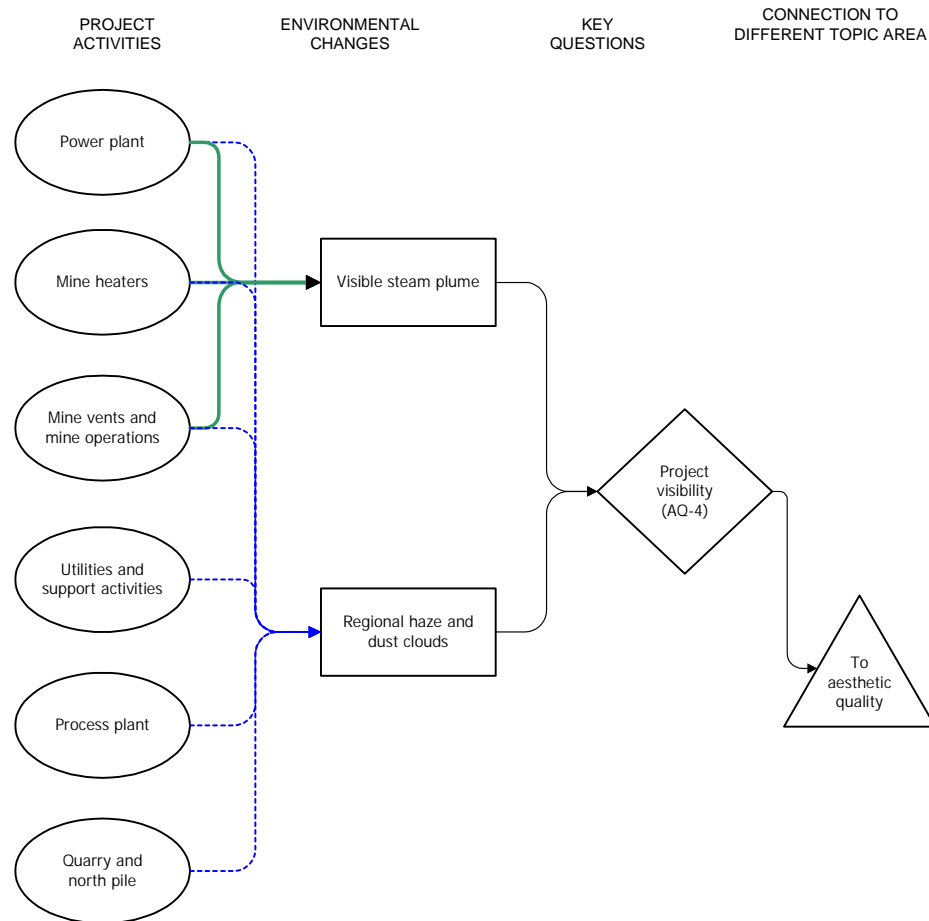 PROJECT
ACTIVITIES
ENVIRONMENTAL
CHANGES
KEY
QUESTIONS
CONNECTION TO
DIFFERENT TOPIC AREA
Power plant
Mine heaters
Visible steam plume
Mine vents and
mine operations
Project
visibility
(AQ-4)
Utilities and
support activities
Regional haze and
dust clouds
To
aesthetic
quality
Process plant
Quarry and
north pile